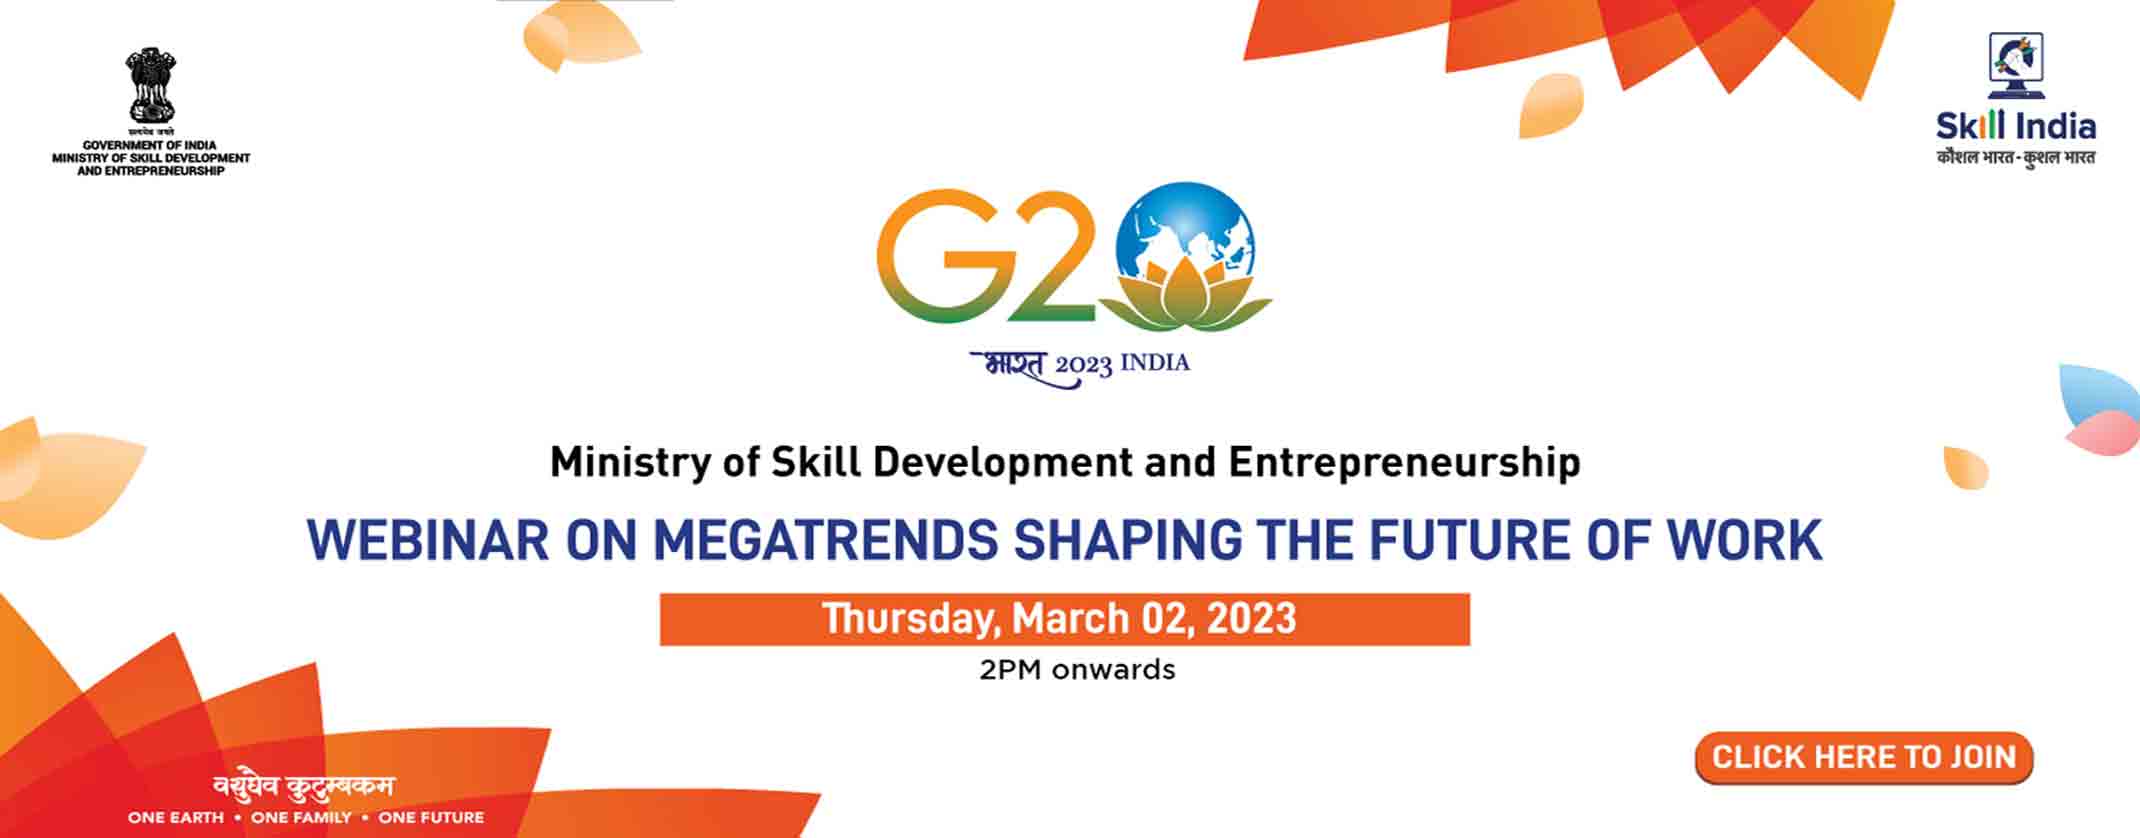 सत्यमेव जयते
GOVERNMENT OF INDIA
MINISTRY OF SKILL DEVELOPMENT
AND ENTREPRENEURSHIP
Skill India
कौशल भारत - कुशल भारत
G20
भारत 2023 INDIA
Ministry of Skill Development and Entrepreneurship
WEBINAR ON MEGATRENDS SHAPING THE FUTURE OF WORK
Thursday, March 02, 2023
2PM onwards
CLICK HERE TO JOIN
वसुधैव कुटुम्बकम
ONE EARTH • ONE FAMILY • ONE FUTURE